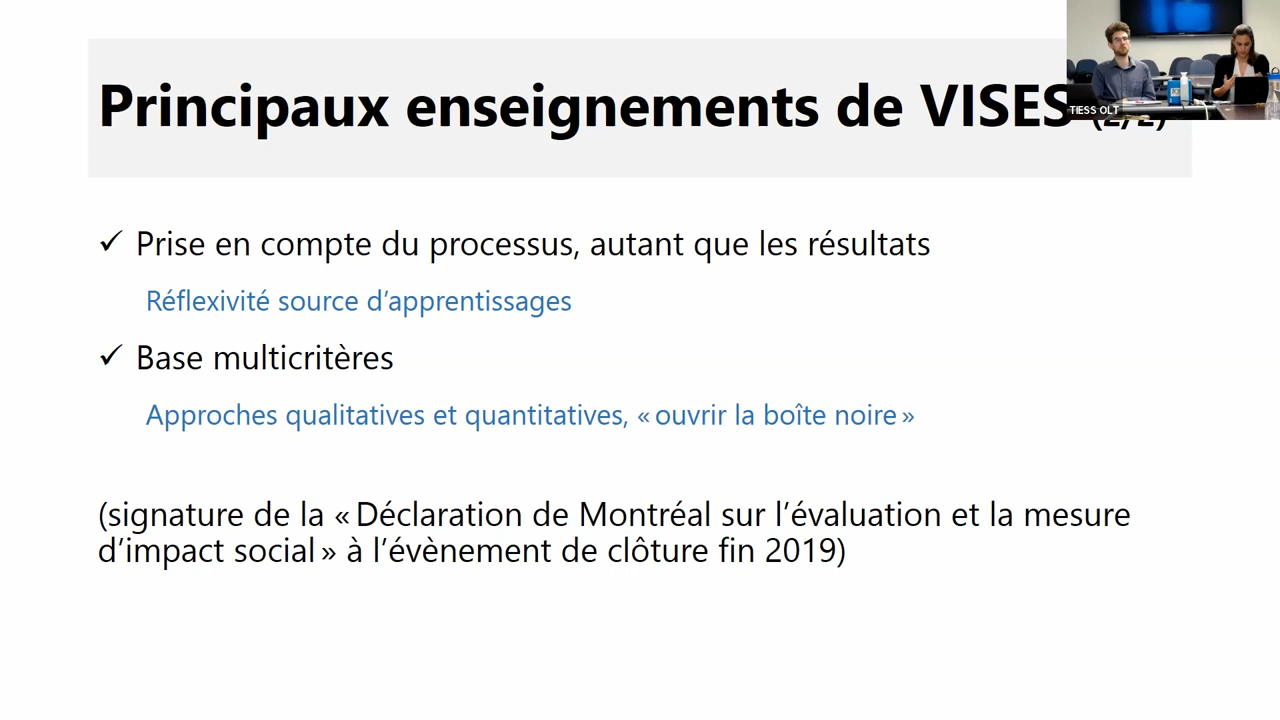 Principaux enseignements de VISES (2/2)
TIESS OLT
✓ Prise en compte du processus, autant que les résultats
Réflexivité source d’apprentissages
✓ Base multicritères
Approches qualitatives et quantitatives, « ouvrir la boîte noire »
(signature de la « Déclaration de Montréal sur l’évaluation et la mesure
d’impact social » à l’évènement de clôture fin 2019)